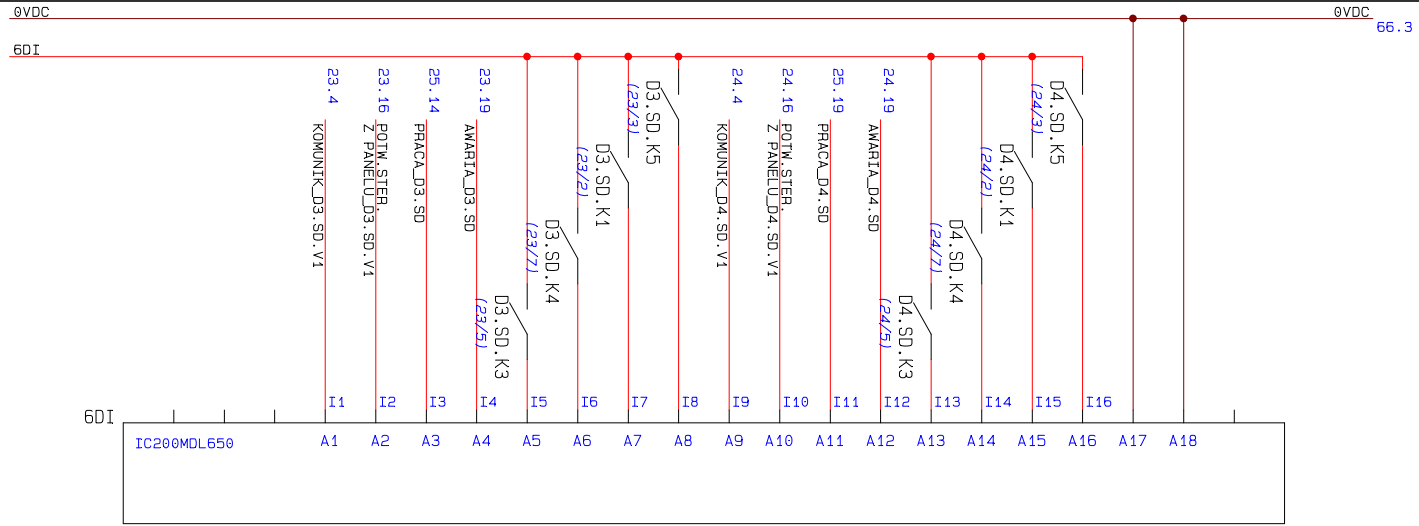 0VDC
0VDC
66.3
6DI
23.4
KOMUNIK_D3.SD.V1
23.16
POTW.STER.
Z PANELU_D3.SD.V1
25.14
PRACA_D3.SD
23.19
AWARIA_D3.SD
D3.SD.K3
(23/5)
D3.SD.K4
(23/7)
D3.SD.K1
(23/2)
D3.SD.K5
(23/3)
24.4
KOMUNIK_D4.SD.V1
24.16
POTW.STER.
Z PANELU_D4.SD.V1
25.19
PRACA_D4.SD
24.19
AWARIA_D4.SD
D4.SD.K3
(24/5)
D4.SD.K4
(24/7)
D4.SD.K1
(24/2)
D4.SD.K5
(24/3)
I1 I2 I3 I4 I5 I6 I7 I8 I9 I10 I11 I12 I13 I14 I15 I16
6DI
IC200MDL650 A1 A2 A3 A4 A5 A6 A7 A8 A9 A10 A11 A12 A13 A14 A15 A16 A17 A18